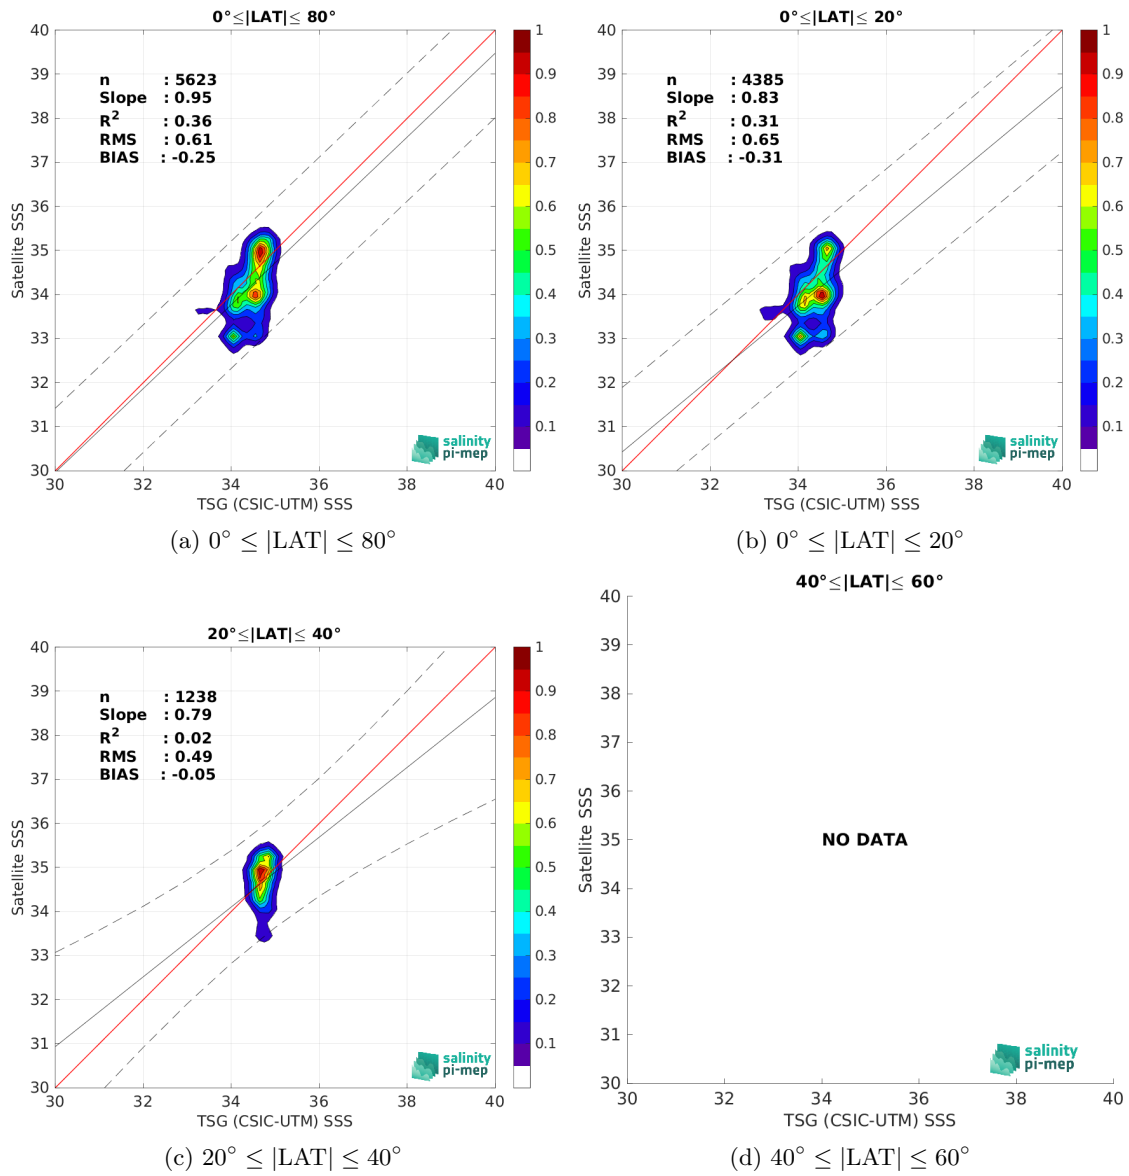 0°≤|LAT|≤ 80°
40
39
38
37
36
35
34
33
32
31
30
Satellite SSS
n : 5623
Slope : 0.95
R² : 0.36
RMS : 0.61
BIAS : -0.25
salinity
pi-mep
30 32 34 36 38 40
TSG (CSIC-UTM) SSS
1
0.9
0.8
0.7
0.6
0.5
0.4
0.3
0.2
0.1
(a) 0° ≤ |LAT| ≤ 80°
0°≤|LAT|≤ 20°
40
39
38
37
36
35
34
33
32
31
30
Satellite SSS
n : 4385
Slope : 0.83
R² : 0.31
RMS : 0.65
BIAS : -0.31
salinity
pi-mep
30 32 34 36 38 40
TSG (CSIC-UTM) SSS
1
0.9
0.8
0.7
0.6
0.5
0.4
0.3
0.2
0.1
(b) 0° ≤ |LAT| ≤ 20°
20°≤|LAT|≤ 40°
40
39
38
37
36
35
34
33
32
31
30
Satellite SSS
n : 1238
Slope : 0.79
R² : 0.02
RMS : 0.49
BIAS : -0.05
salinity
pi-mep
30 32 34 36 38 40
TSG (CSIC-UTM) SSS
1
0.9
0.8
0.7
0.6
0.5
0.4
0.3
0.2
0.1
(c) 20° ≤ |LAT| ≤ 40°
40°≤|LAT|≤ 60°
40
39
38
37
36
35
34
33
32
31
30
Satellite SSS
NO DATA
salinity
pi-mep
30 32 34 36 38 40
TSG (CSIC-UTM) SSS
(d) 40° ≤ |LAT| ≤ 60°